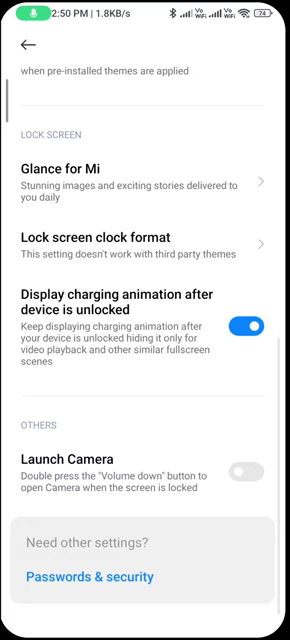 2:50 PM | 1.8KB/s
Vo
WiFi
Vo
WiFi
74
when pre-installed themes are applied
LOCK SCREEN
Glance for Mi
Stunning images and exciting stories delivered to
you daily
Lock screen clock format
This setting doesn't work with third party themes
Display charging animation after
device is unlocked
Keep displaying charging animation after
your device is unlocked hiding it only for
video playback and other similar fullscreen
scenes
OTHERS
Launch Camera
Double press the "Volume down" button to
open Camera when the screen is locked
Need other settings?
Passwords & security